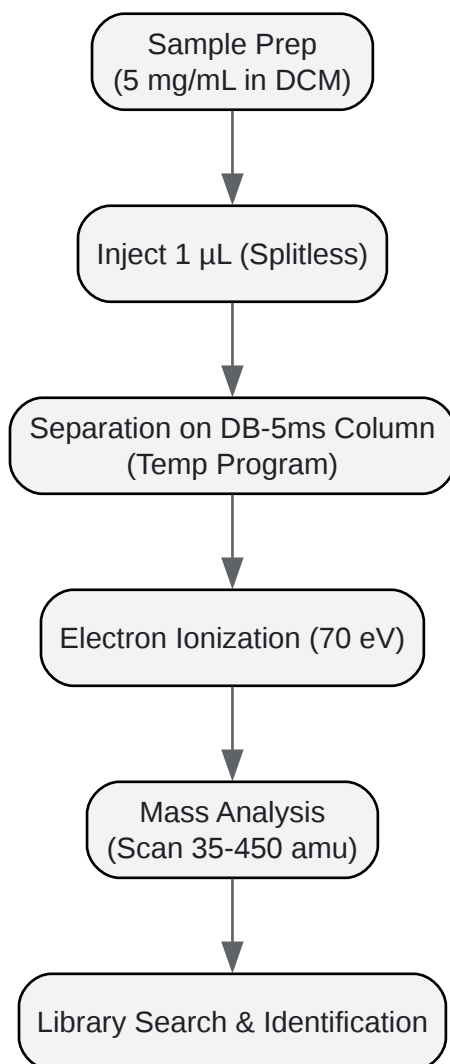 Sample Prep
(5 mg/mL in DCM)
Inject 1 µL (Splitless)
Separation on DB-5ms Column
(Temp Program)
Electron Ionization (70 eV)
Mass Analysis
(Scan 35-450 amu)
Library Search & Identification